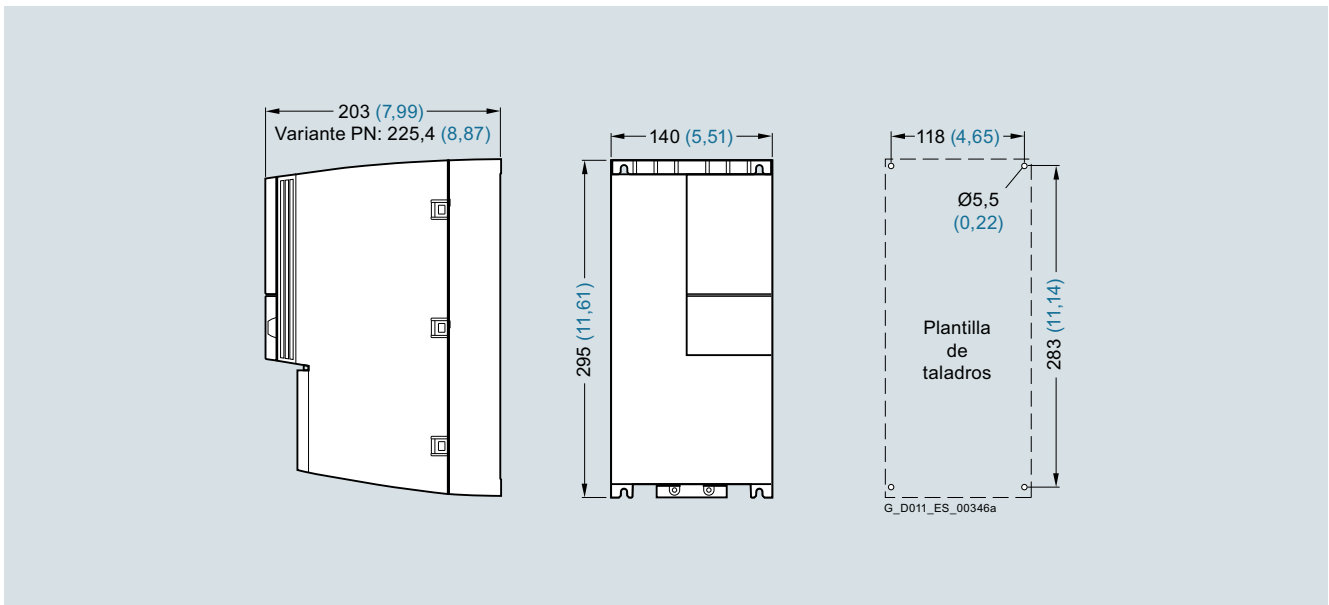 203 (7,99)
Variante PN: 225,4 (8,87)
140 (5,51)
295 (11,61)
118 (4,65)
Ø5,5
(0,22)
Plantilla
de
taladros
283 (11,14)
G_D011_ES_00346a